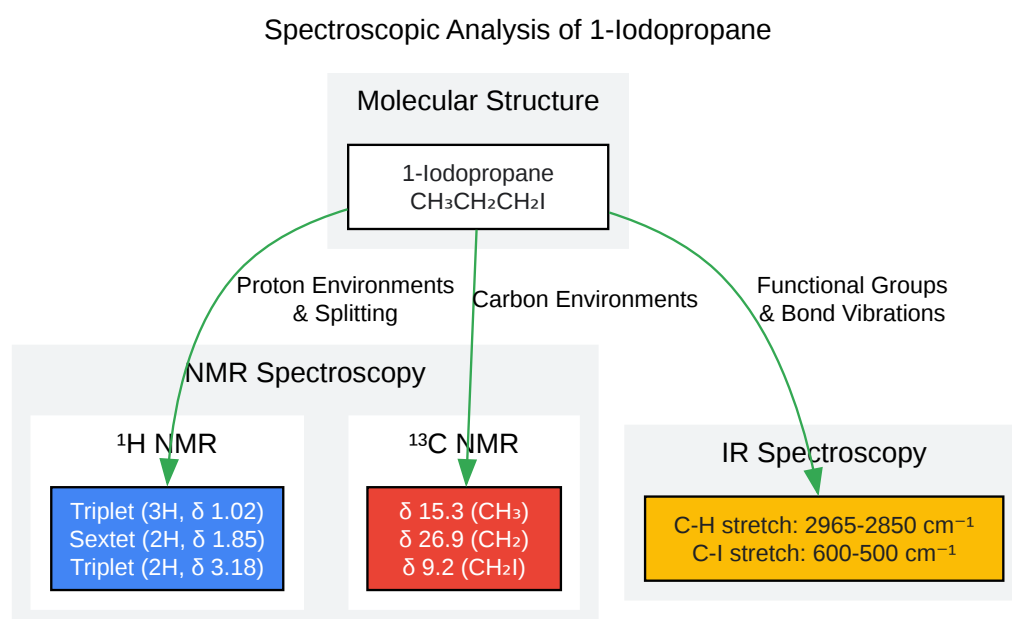 Spectroscopic Analysis of 1-Iodopropane
Molecular Structure
1-Iodopropane
CH₃CH₂CH₂I
Proton Environments
& Splitting
Carbon Environments
Functional Groups
& Bond Vibrations
NMR Spectroscopy
¹H NMR
Triplet (3H, δ 1.02)
Sextet (2H, δ 1.85)
Triplet (2H, δ 3.18)
¹³C NMR
δ 15.3 (CH₃)
δ 26.9 (CH₂)
δ 9.2 (CH₂I)
IR Spectroscopy
C-H stretch: 2965-2850 cm⁻¹
C-I stretch: 600-500 cm⁻¹